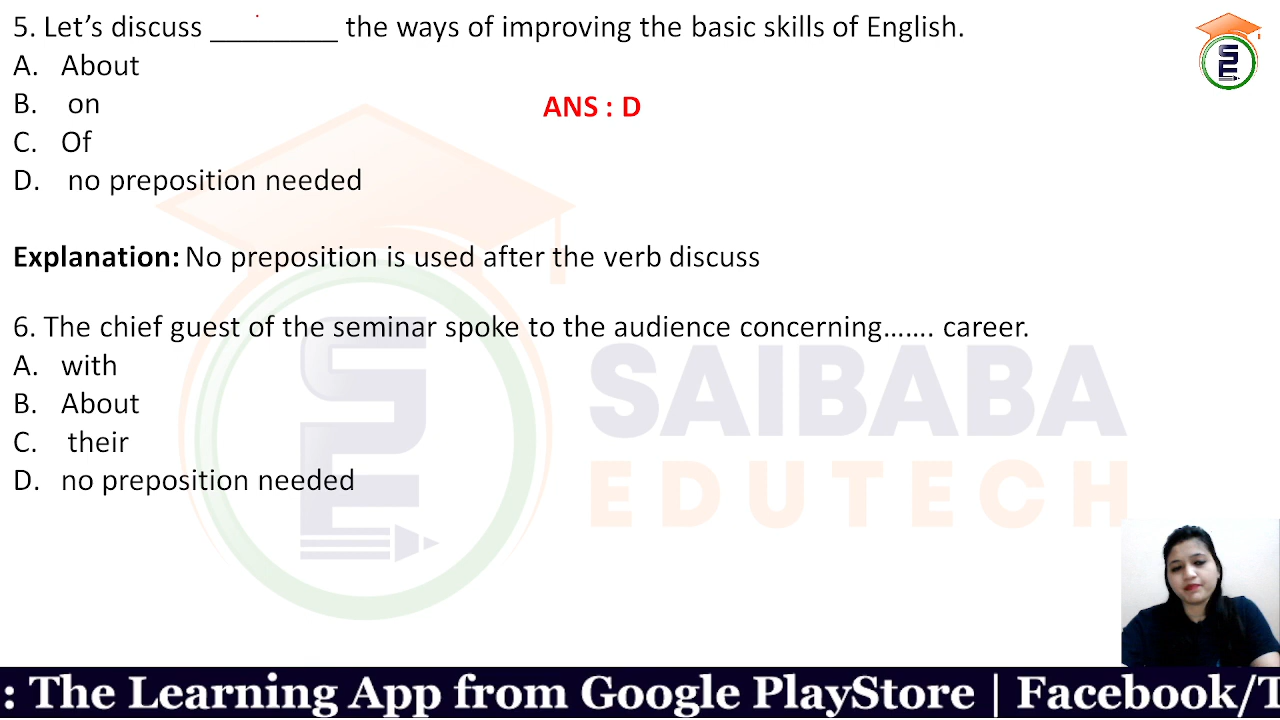 5. Let’s discuss _________ the ways of improving the basic skills of English.
A. About
B. on
ANS : D
C. Of
D. no preposition needed
Explanation: No preposition is used after the verb discuss
6. The chief guest of the seminar spoke to the audience concerning……. career.
A. with
B. About
C. their
D. no preposition needed
SAIBABA
EDUTECH
: The Learning App from Google PlayStore | Facebook/T